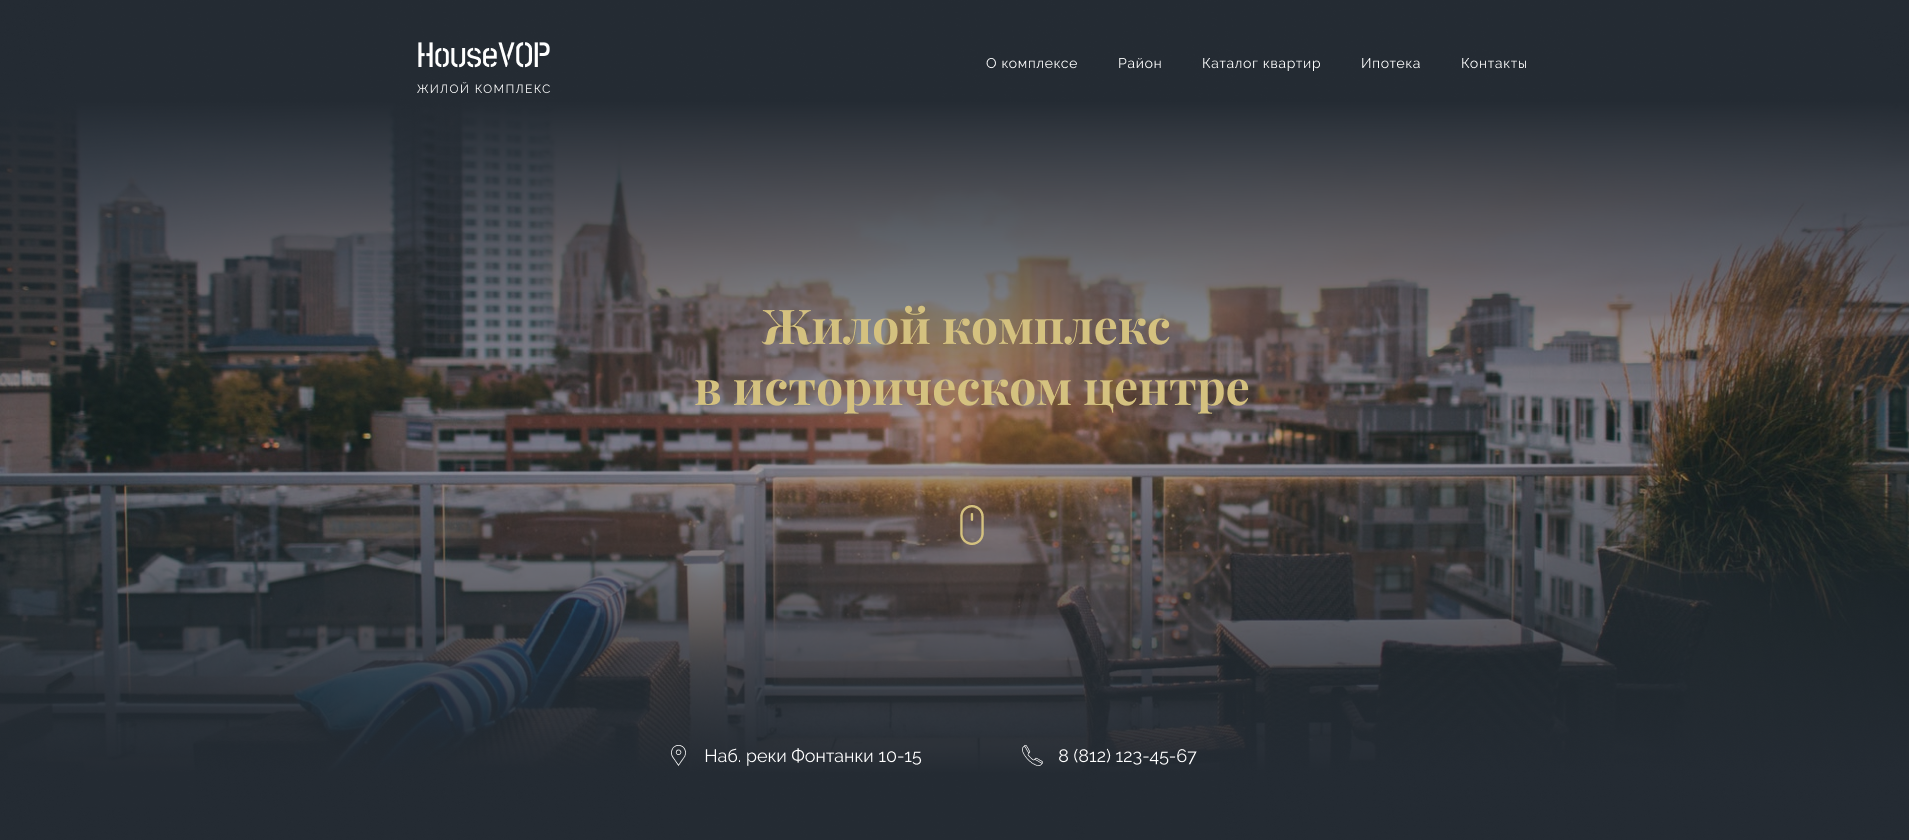 HouseVOP
ЖИЛОЙ КОМПЛЕКС
О комплексе
Район
Каталог квартир
Ипотека
Контакты
Жилой комплекс
в историческом центре
Наб. реки Фонтанки 10-15
8 (812) 123-45-67